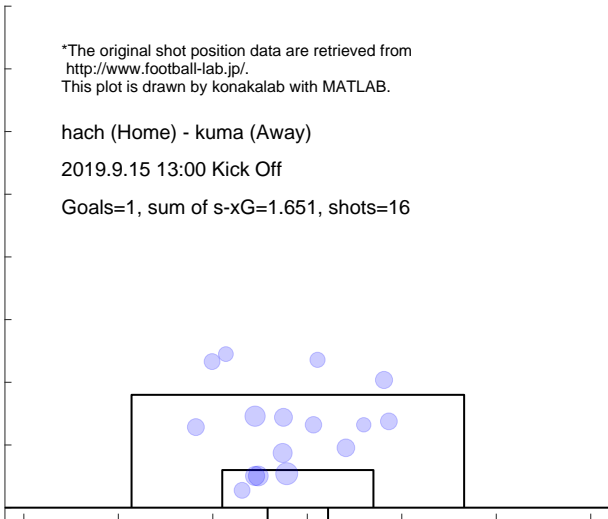 *The original shot position data are retrieved from
http://www.football-lab.jp/.
This plot is drawn by konakalab with MATLAB.
hach (Home) - kuma (Away)
2019.9.15 13:00 Kick Off
Goals=1, sum of s-xG=1.651, shots=16